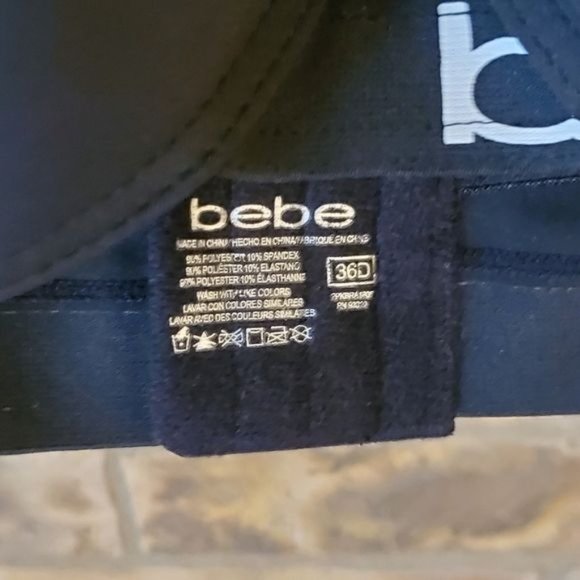 b
bebe
MADE IN CHINA/HECHO EN CHINA/FABRIQUÉ EN CHINE
90% POLYESTER 10% SPANDEX
90% POLIÉSTER 10% ELASTANO
90% POLYESTER 10% ÉLASTHANNE
WASH WITH LIKE COLORS
LAVAR CON COLORES SIMILARES
LAVAR AVEC DES COULEURS SIMILAIRES
36D